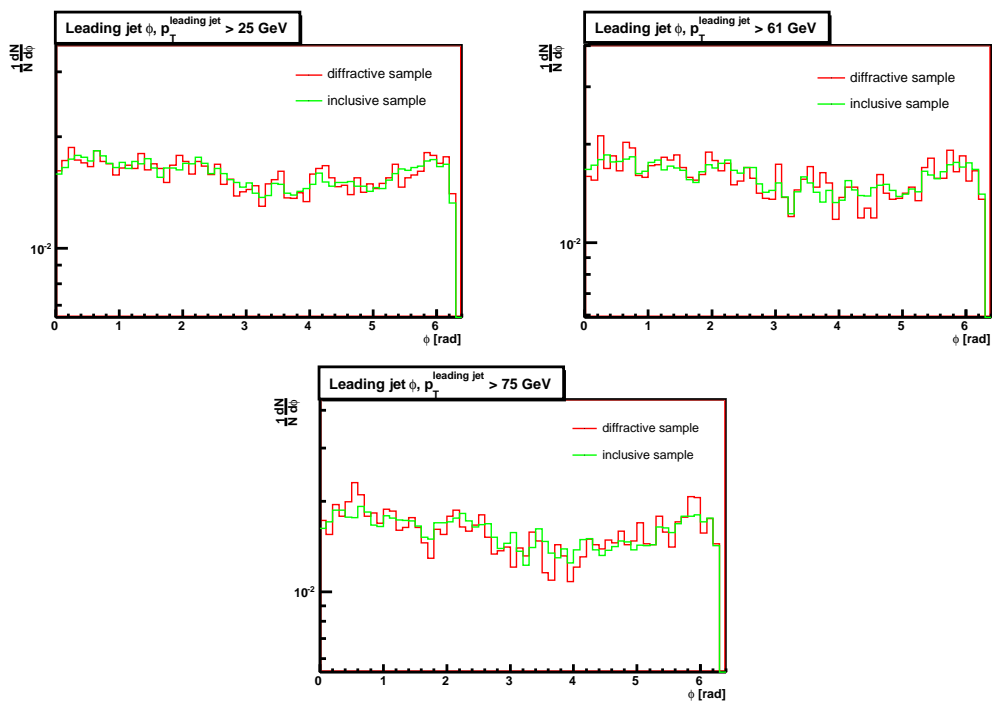 Leading jet ϕ, p_T^leading jet > 25 GeV
1 dN
N dϕ
diffractive sample
inclusive sample
10^-2
0 1 2 3 4 5 6
ϕ [rad]
Leading jet ϕ, p_T^leading jet > 61 GeV
1 dN
N dϕ
diffractive sample
inclusive sample
10^-2
0 1 2 3 4 5 6
ϕ [rad]
Leading jet ϕ, p_T^leading jet > 75 GeV
1 dN
N dϕ
diffractive sample
inclusive sample
10^-2
0 1 2 3 4 5 6
ϕ [rad]